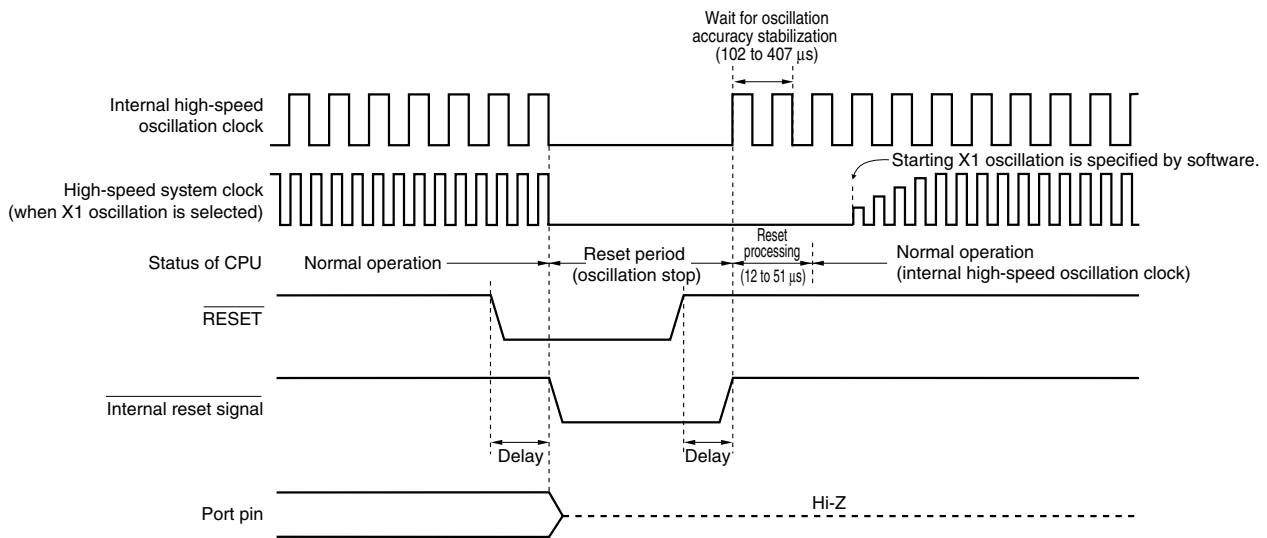 Wait for oscillation
accuracy stabilization
(102 to 407 μs)
Internal high-speed
oscillation clock
Starting X1 oscillation is specified by software.
High-speed system clock
(when X1 oscillation is selected)
Status of CPU
Normal operation
Reset period
(oscillation stop)
Reset
processing
(12 to 51 μs)
Normal operation
(internal high-speed oscillation clock)
RESET
Internal reset signal
Delay
Delay
Port pin
Hi-Z